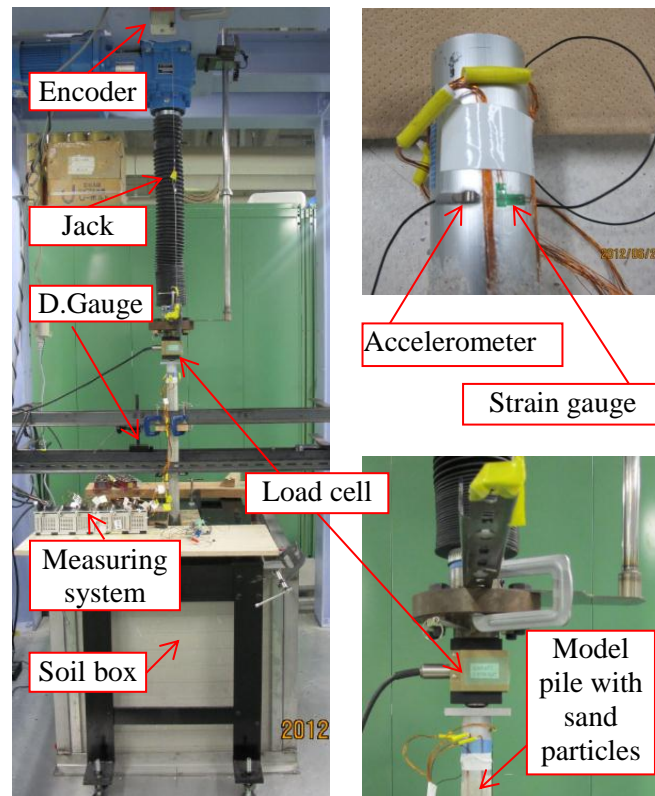 Encoder
Jack
D.Gauge
Load cell
Measuring
system
Soil box
2012
2012/06/2
Accelerometer
Strain gauge
Model
pile with
sand
particles